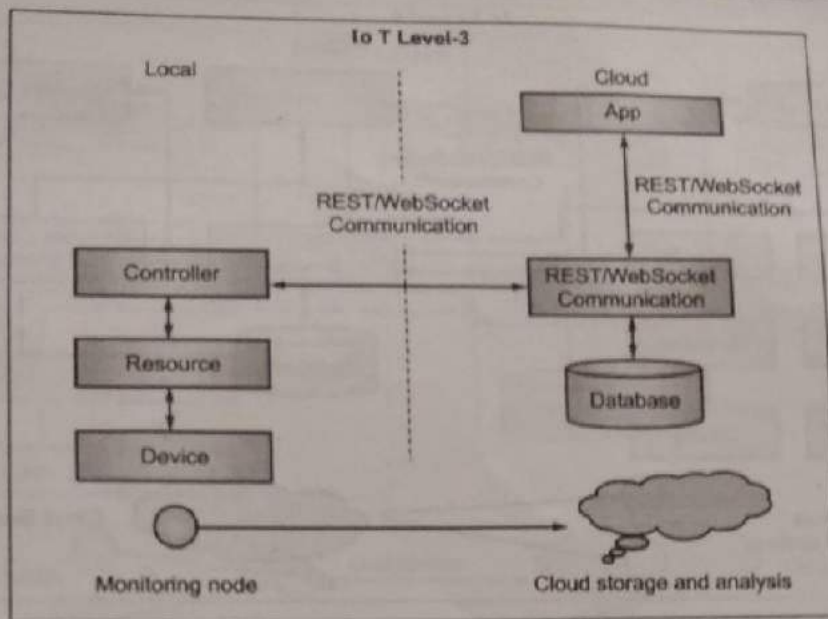 Io T Level-3
Local
Cloud
App
REST/WebSocket
Communication
REST/WebSocket
Communication
Controller
REST/WebSocket
Communication
Resource
Database
Device
Monitoring node
Cloud storage and analysis